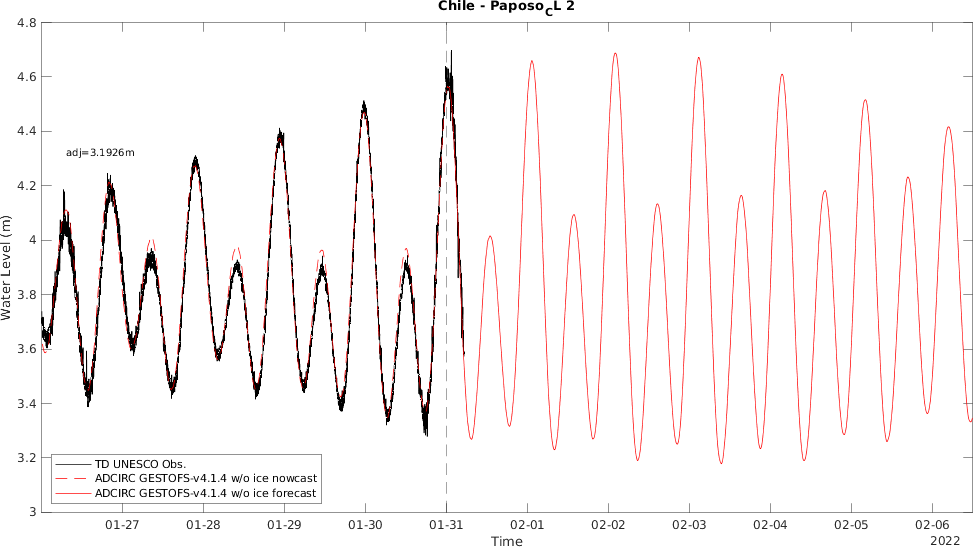 Chile - Paposo_CL 2
4.8
4.6
4.4
4.2
4
3.8
3.6
3.4
3.2
3
Water Level (m)
adj=3.1926m
TD UNESCO Obs.
ADCIRC GESTOFS-v4.1.4 w/o ice nowcast
ADCIRC GESTOFS-v4.1.4 w/o ice forecast
01-27 01-28 01-29 01-30 01-31 02-01 02-02 02-03 02-04 02-05 02-06
Time 2022